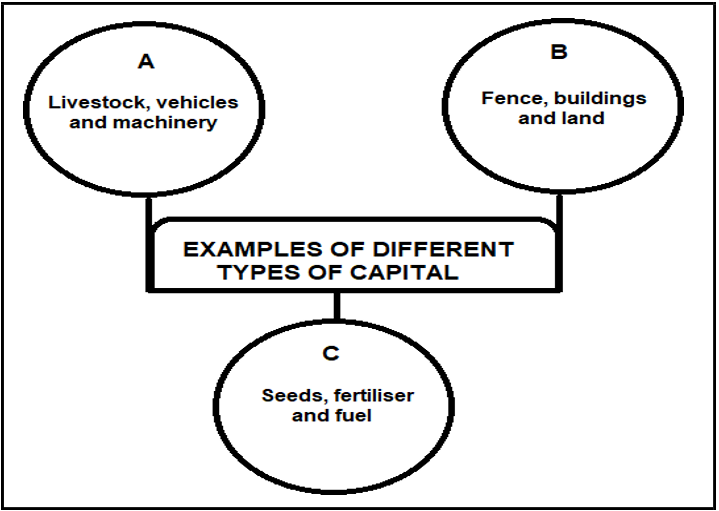 A
Livestock, vehicles
and machinery
B
Fence, buildings
and land
EXAMPLES OF DIFFERENT
TYPES OF CAPITAL
C
Seeds, fertiliser
and fuel